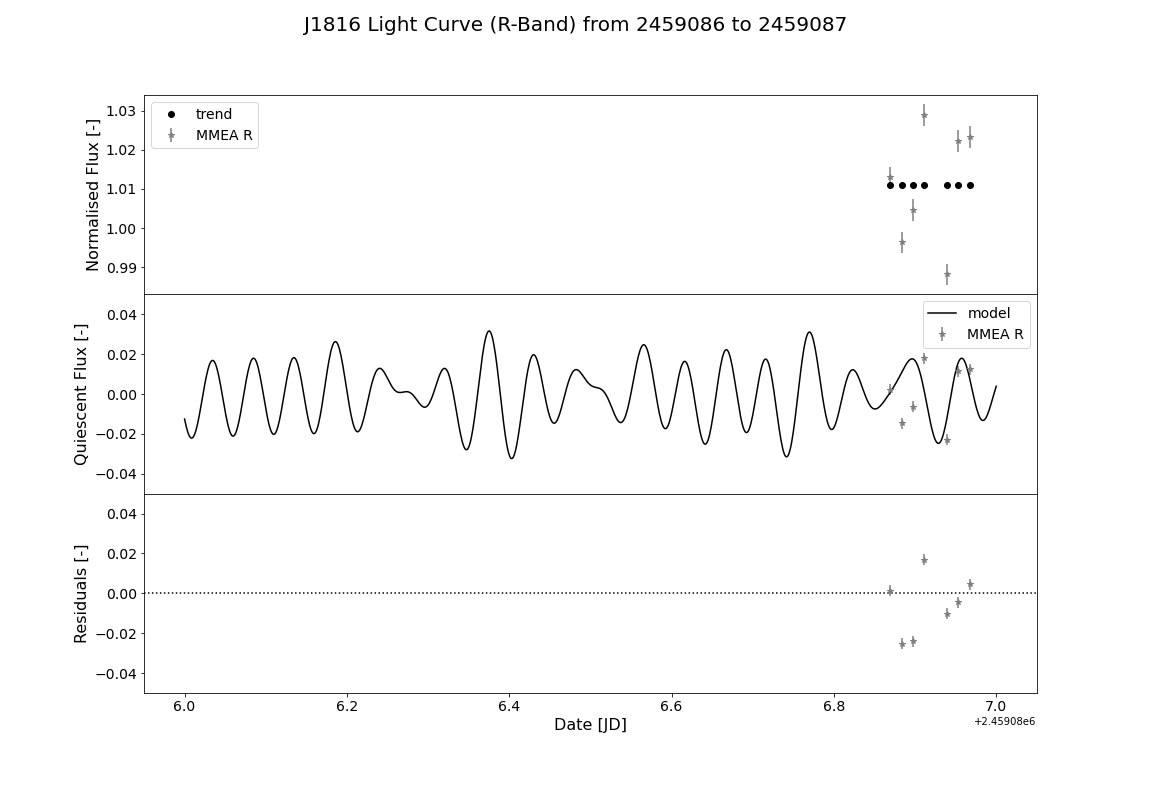 J1816 Light Curve (R-Band) from 2459086 to 2459087
Normalised Flux [-]
1.03
1.02
1.01
1.00
0.99
trend
MMEA R
Quiescent Flux [-]
0.04
0.02
0.00
−0.02
−0.04
model
MMEA R
Residuals [-]
0.04
0.02
0.00
−0.02
−0.04
6.0 6.2 6.4 6.6 6.8 7.0
+2.45908e6
Date [JD]